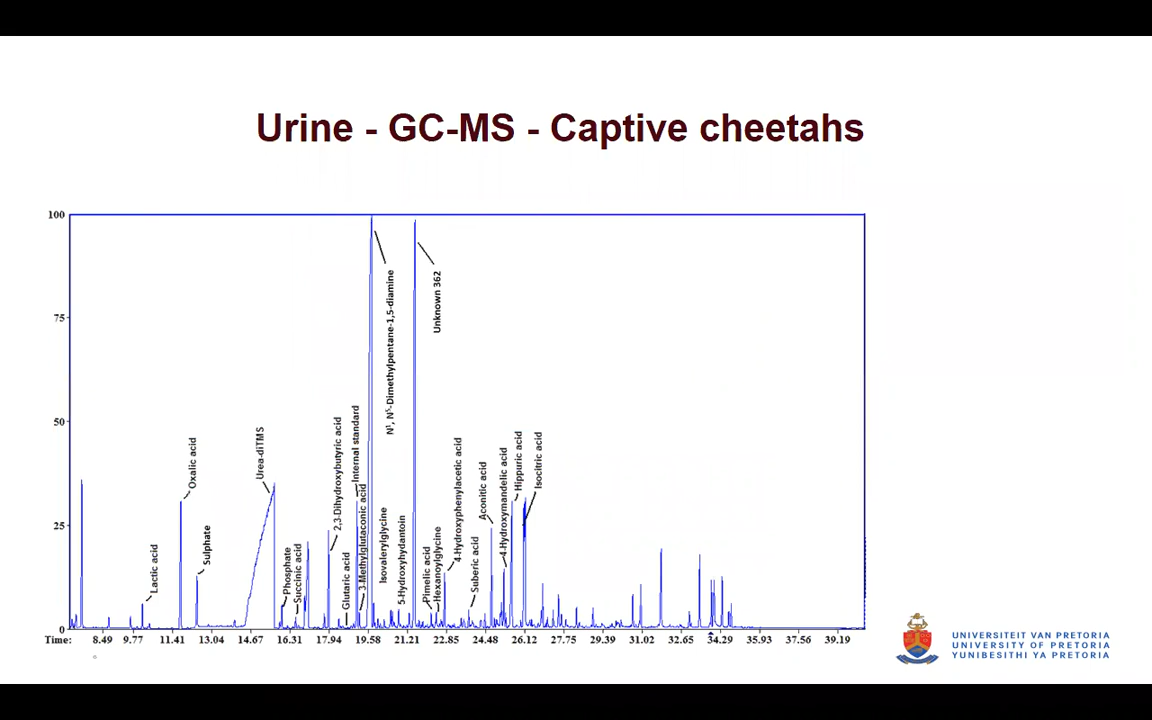 Urine - GC-MS - Captive cheetahs
100
75
50
25
0
Lactic acid
Oxalic acid
Sulphate
Urea-diTMS
Phosphate
Succinic acid
2,3-Dihydroxybutyric acid
Glutaric acid
Internal standard
3-Methylglutaconic acid
N¹, N⁵-Dimethylpentane-1,5-diamine
Isovalerylglycine
5-Hydroxyhydantoin
Unknown 362
Pimelic acid
Hexanoylglycine
4-Hydroxyphenylacetic acid
Suberic acid
Aconitic acid
4-Hydroxymandelic acid
Hippuric acid
Isocitric acid
Time: 8.49 9.77 11.41 13.04 14.67 16.31 17.94 19.58 21.21 22.85 24.48 26.12 27.75 29.39 31.02 32.65 34.29 35.92 37.56 39.19
UNIVERSITEIT VAN PRETORIA
UNIVERSITY OF PRETORIA
YUNIBESITHI YA PRETORIA